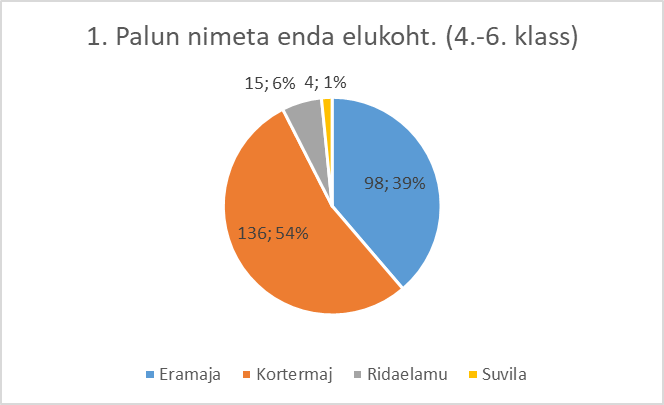 1. Palun nimeta enda elukoht. (4.-6. klass)
15; 6%
4; 1%
98; 39%
136; 54%
Eramaja
Kortermaj
Ridaelamu
Suvila